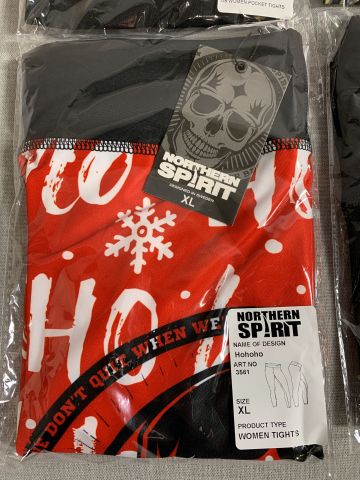 NS WOMEN POCKET TIGHTS
NORTHERN
SPIRIT
DESIGNED IN SWEDEN
XL
HO
HO
WE DON'T QUIT WHEN WE
NORTHERN
SPIRIT
NAME OF DESIGN
Hohoho
ART NO
3561
SIZE
XL
PRODUCT TYPE
WOMEN TIGHTS